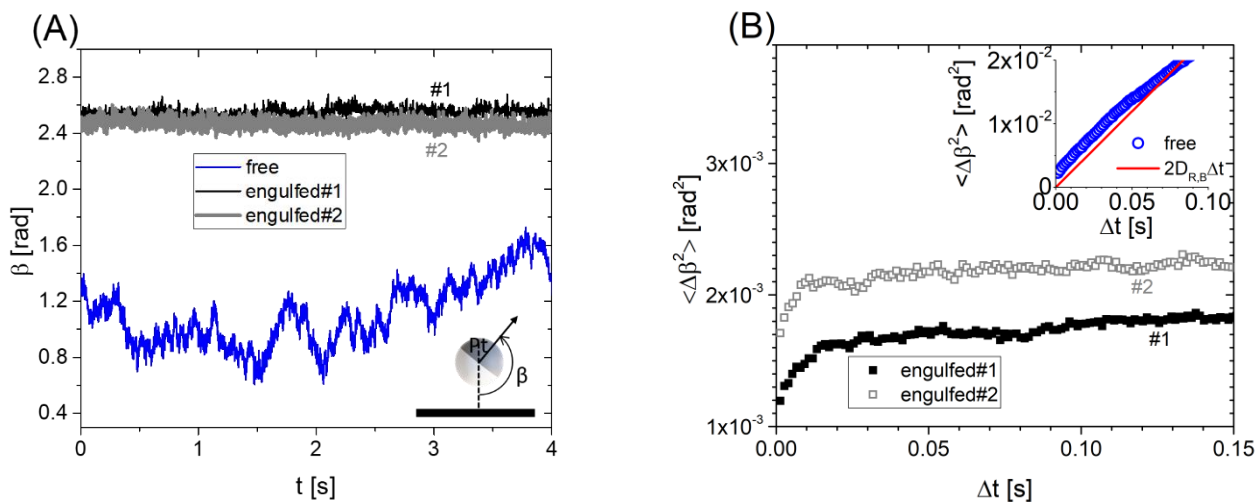 (A)
β [rad]
2.8
2.4
2.0
1.6
1.2
0.8
0.4
#1
#2
free
engulfed#1
engulfed#2
Pt
β
0
1
2
3
4
t [s]
(B)
<Δβ²> [rad²]
3x10⁻³
2x10⁻³
1x10⁻³
<Δβ²> [rad²]
2x10⁻²
1x10⁻²
0
free
2D_R,BΔt
0.00
0.05
0.10
Δt [s]
#2
#1
engulfed#1
engulfed#2
0.00
0.05
0.10
0.15
Δt [s]